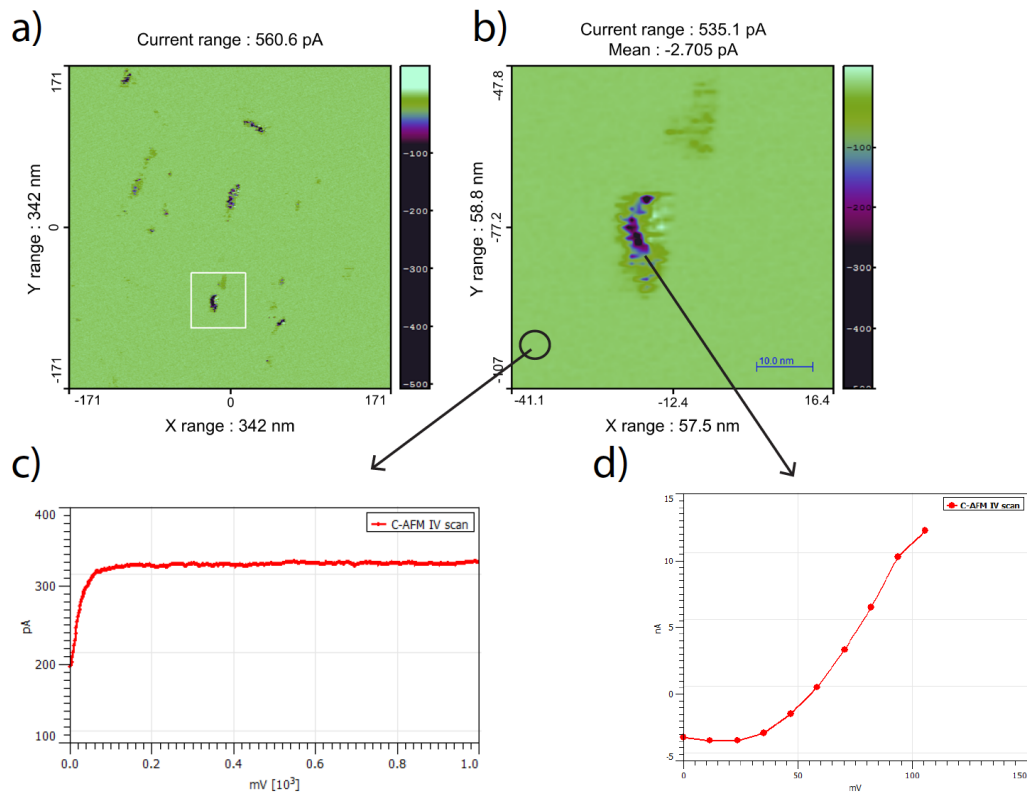 a)
Current range : 560.6 pA
171
0
-171
Y range : 342 nm
-171
0
171
X range : 342 nm
-100
-200
-300
-400
-500
b)
Current range : 535.1 pA
Mean : -2.705 pA
-47.8
-77.2
Y range : 58.8 nm
-41.1
-12.4
16.4
X range : 57.5 nm
10.0 nm
-100
-200
-300
-400
c)
400
300
200
100
pA
C-AFM IV scan
0.0
0.2
0.4
0.6
0.8
1.0
mV [10³]
d)
15
10
5
0
-5
nA
C-AFM IV scan
0
50
100
150
mV